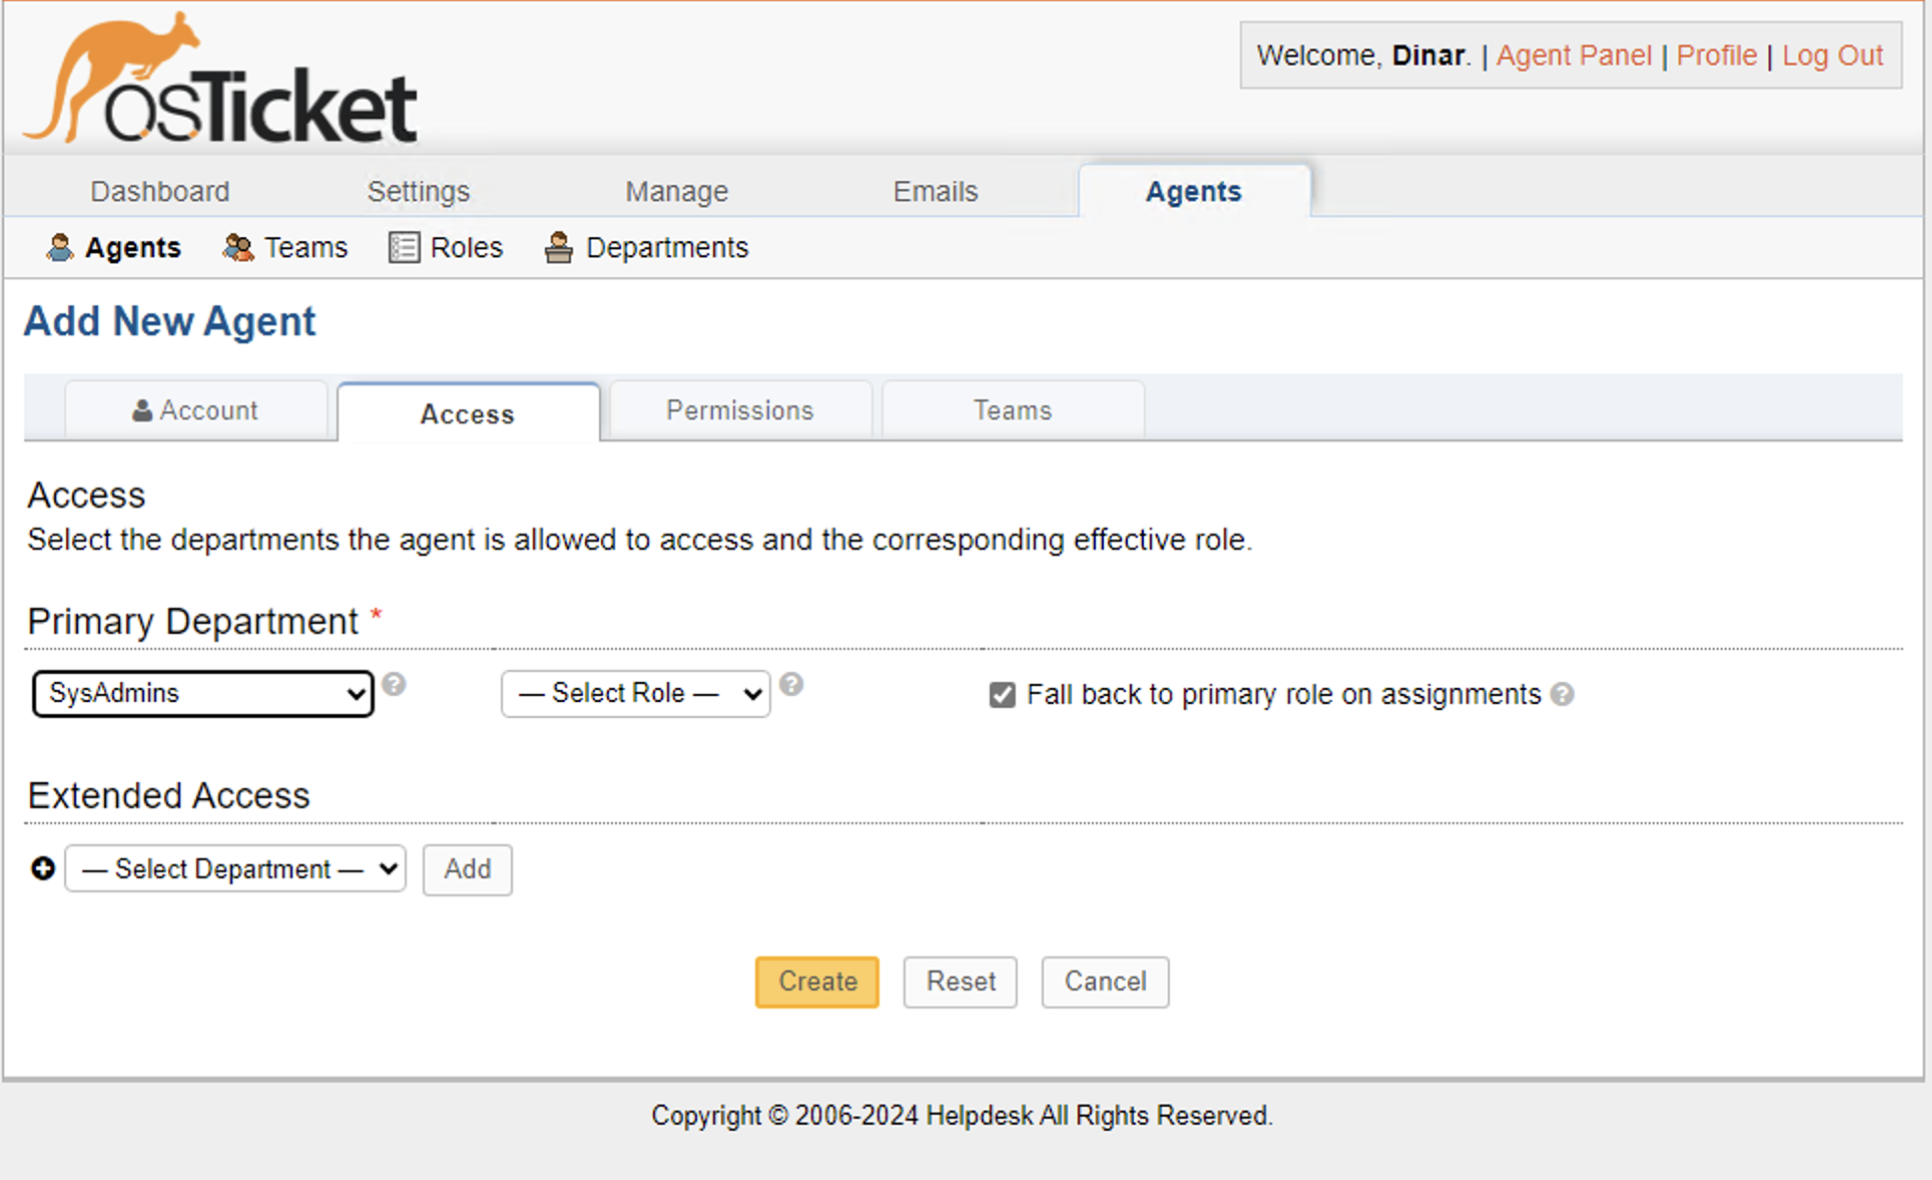 osTicket
Welcome, Dinar. | Agent Panel | Profile | Log Out
Dashboard Settings Manage Emails Agents
Agents Teams Roles Departments
Add New Agent
Account Access Permissions Teams
Access
Select the departments the agent is allowed to access and the corresponding effective role.
Primary Department *
SysAdmins ? — Select Role — ? Fall back to primary role on assignments ?
Extended Access
— Select Department — Add
Create Reset Cancel
Copyright © 2006-2024 Helpdesk All Rights Reserved.